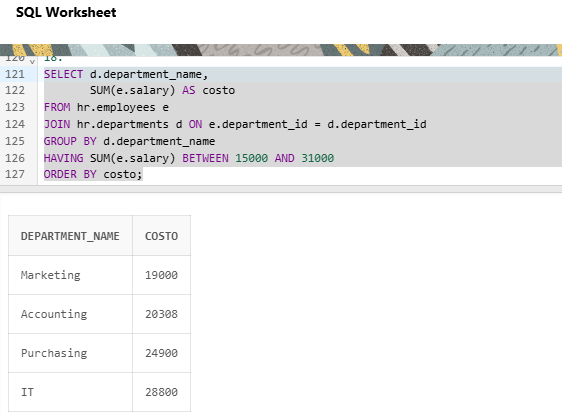 SQL Worksheet
120 18.
121 SELECT d.department_name,
122 SUM(e.salary) AS costo
123 FROM hr.employees e
124 JOIN hr.departments d ON e.department_id = d.department_id
125 GROUP BY d.department_name
126 HAVING SUM(e.salary) BETWEEN 15000 AND 31000
127 ORDER BY costo;
DEPARTMENT_NAME COSTO
Marketing 19000
Accounting 20308
Purchasing 24900
IT 28800